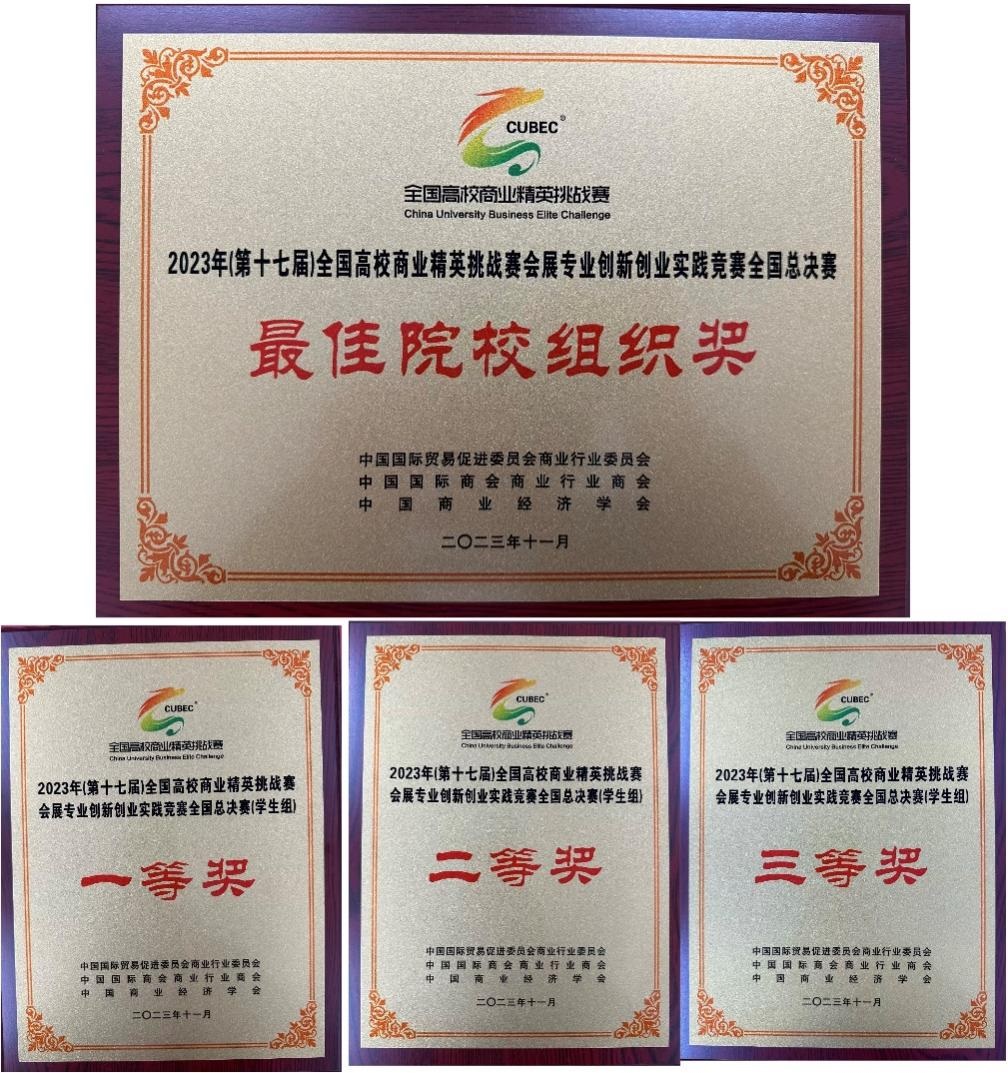 CUBEC®
全国高校商业精英挑战赛
China University Business Elite Challenge
2023年(第十七届)全国高校商业精英挑战赛会展专业创新创业实践竞赛全国总决赛
最佳院校组织奖
中国国际贸易促进委员会商业行业委员会
中国国际商会商业行业商会
中国商业经济学会
二〇二三年十一月
CUBEC®
全国高校商业精英挑战赛
China University Business Elite Challenge
2023年(第十七届)全国高校商业精英挑战赛
会展专业创新创业实践竞赛全国总决赛(学生组)
一等奖
中国国际贸易促进委员会商业行业委员会
中国国际商会商业行业商会
中国商业经济学会
二〇二三年十一月
CUBEC®
全国高校商业精英挑战赛
China University Business Elite Challenge
2023年(第十七届)全国高校商业精英挑战赛
会展专业创新创业实践竞赛全国总决赛(学生组)
二等奖
中国国际贸易促进委员会商业行业委员会
中国国际商会商业行业商会
中国商业经济学会
二〇二三年十一月
CUBEC®
全国高校商业精英挑战赛
China University Business Elite Challenge
2023年(第十七届)全国高校商业精英挑战赛
会展专业创新创业实践竞赛全国总决赛(学生组)
三等奖
中国国际贸易促进委员会商业行业委员会
中国国际商会商业行业商会
中国商业经济学会
二〇二三年十一月